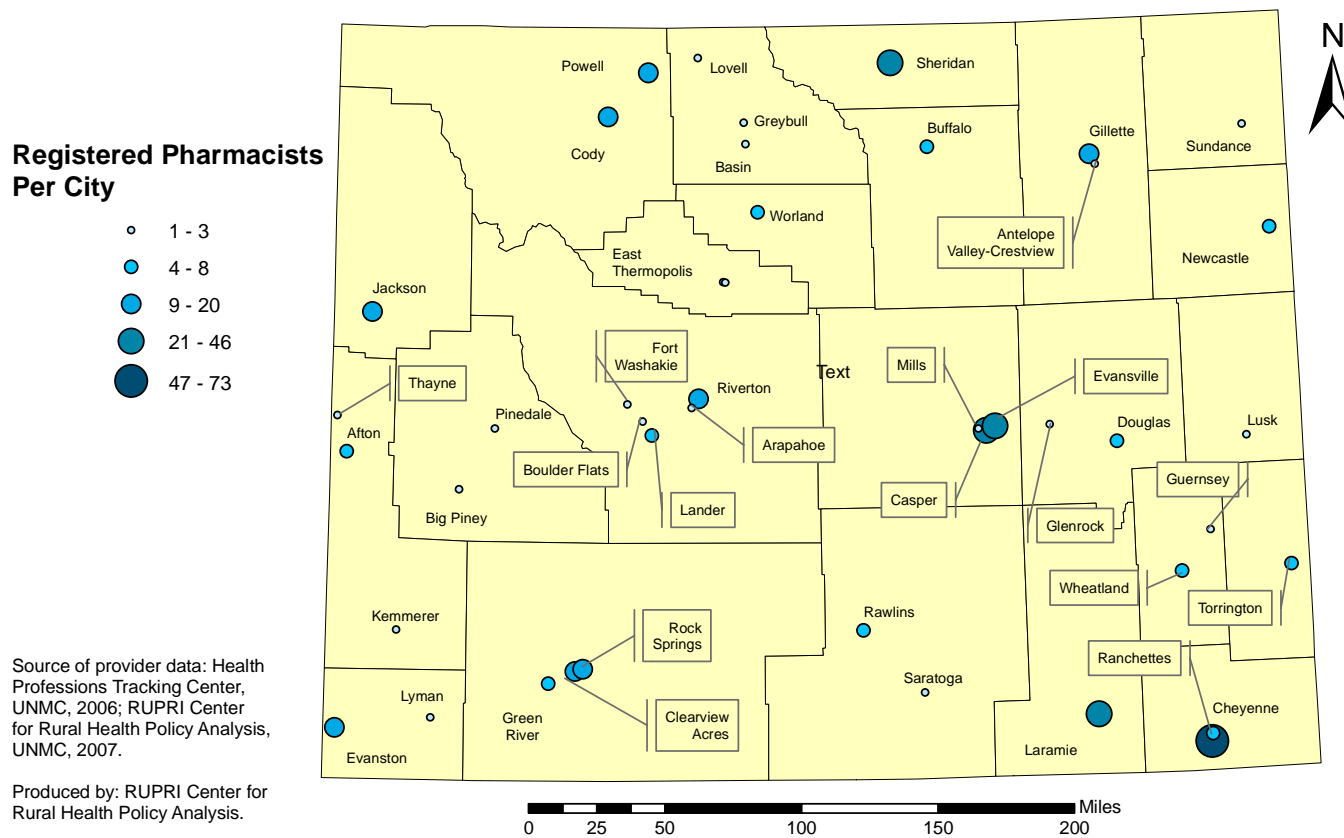 N
Registered Pharmacists
Per City
1 - 3
4 - 8
9 - 20
21 - 46
47 - 73
Powell
Cody
Lovell
Greybull
Basin
Sheridan
Buffalo
Gillette
Sundance
Worland
Antelope
Valley-Crestview
Newcastle
East
Thermopolis
Jackson
Thayne
Afton
Pinedale
Big Piney
Fort
Washakie
Riverton
Text
Mills
Evansville
Arapahoe
Boulder Flats
Lander
Casper
Douglas
Lusk
Guernsey
Glenrock
Wheatland
Torrington
Kemmerer
Rock
Springs
Rawlins
Ranchettes
Saratoga
Cheyenne
Lyman
Green
River
Clearview
Acres
Laramie
Evanston
Source of provider data: Health
Professions Tracking Center,
UNMC, 2006; RUPRI Center
for Rural Health Policy Analysis,
UNMC, 2007.
Produced by: RUPRI Center for
Rural Health Policy Analysis.
Miles
0 25 50 100 150 200